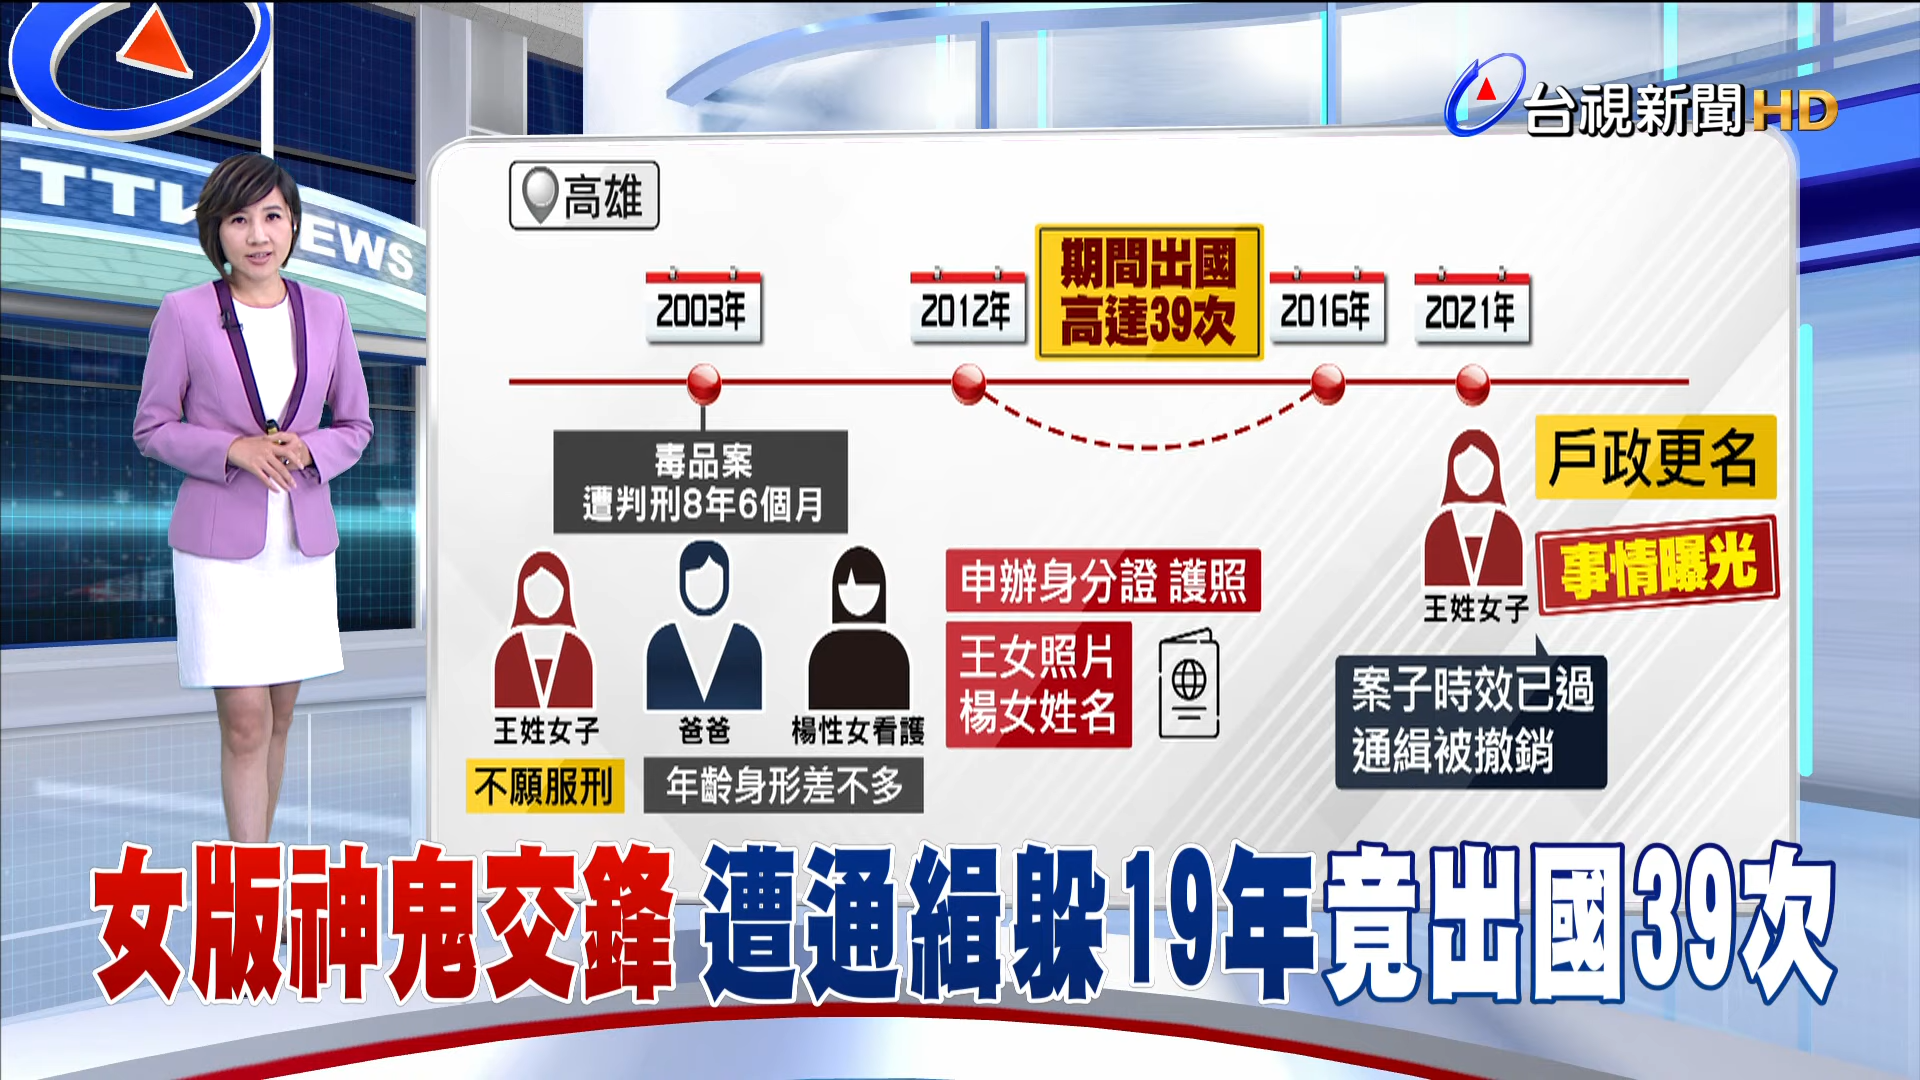 台視新聞HD
TTV NEWS
高雄
2003年
2012年
期間出國
高達39次
2016年
2021年
毒品案
遭判刑8年6個月
戶政更名
事情曝光
王姓女子
申辦身分證 護照
王女照片
楊女姓名
王姓女子
爸爸
楊性女看護
案子時效已過
通緝被撤銷
不願服刑
年齡身形差不多
女版神鬼交鋒 遭通緝躲19年竟出國39次